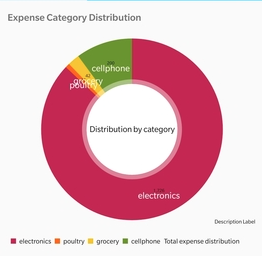 Expense Category Distribution
cellphone
grocery
poultry
Distribution by category
electronics
Description Label
electronics poultry grocery cellphone Total expense distribution